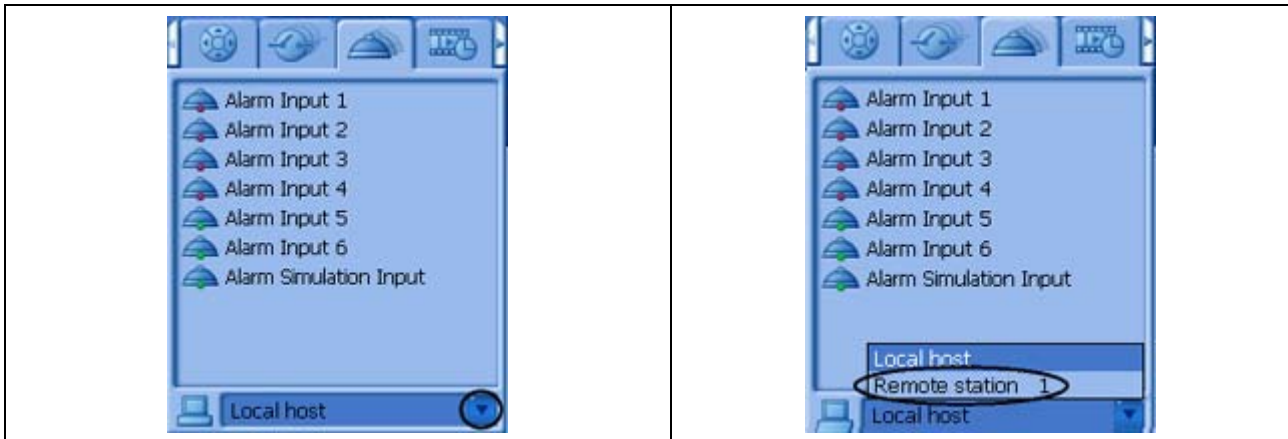 Alarm Input 1
Alarm Input 2
Alarm Input 3
Alarm Input 4
Alarm Input 5
Alarm Input 6
Alarm Simulation Input
Local host
Alarm Input 1
Alarm Input 2
Alarm Input 3
Alarm Input 4
Alarm Input 5
Alarm Input 6
Alarm Simulation Input
Local host
Remote station 1
Local host